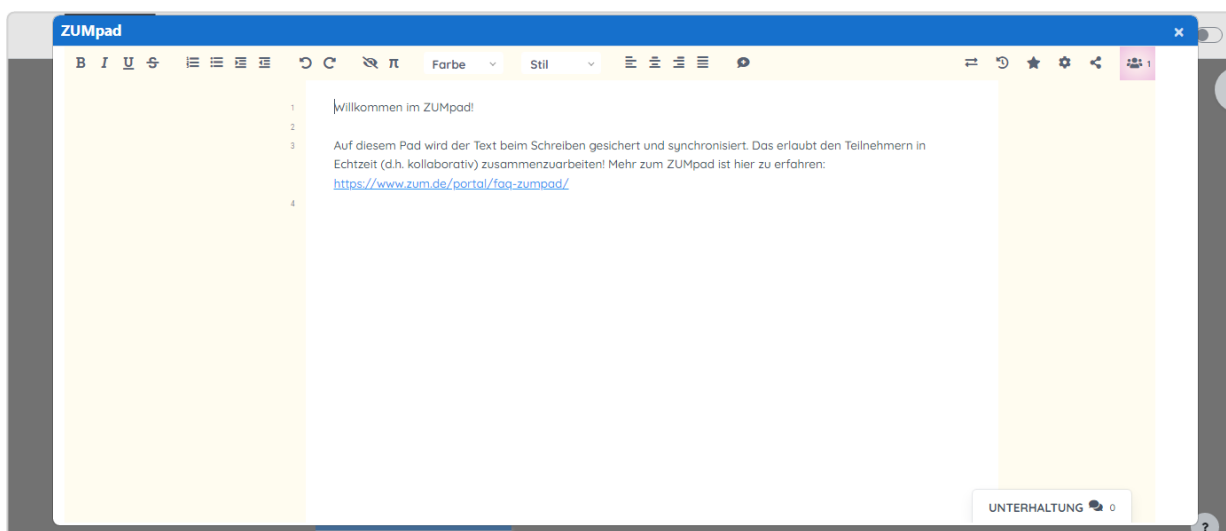 ZUMpad ×
B I U S π Farbe Stil 1
1 Willkommen im ZUMpad!
2
3 Auf diesem Pad wird der Text beim Schreiben gesichert und synchronisiert. Das erlaubt den Teilnehmern in
Echtzeit (d.h. kollaborativ) zusammenzuarbeiten! Mehr zum ZUMpad ist hier zu erfahren:
https://www.zum.de/portal/faq-zumpad/
4
UNTERHALTUNG 0
?